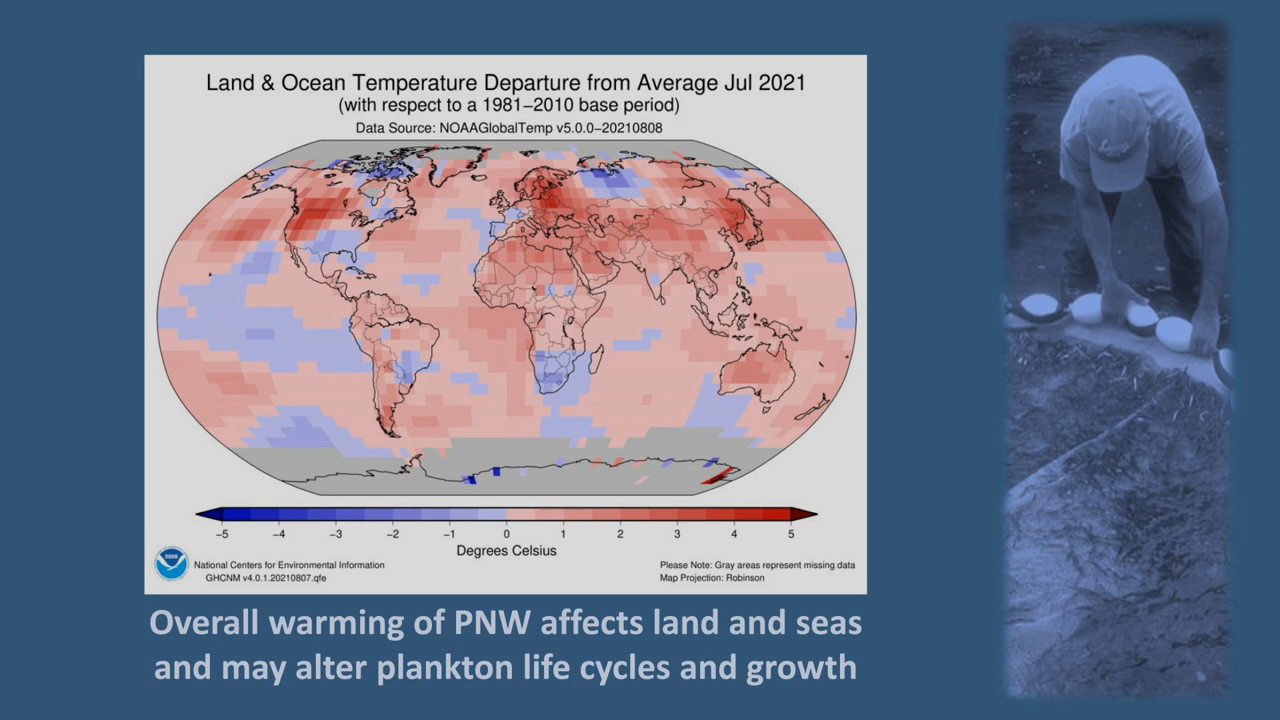 Land & Ocean Temperature Departure from Average Jul 2021
(with respect to a 1981–2010 base period)
Data Source: NOAAGlobalTemp v5.0.0–20210808
−5 −4 −3 −2 −1 0 1 2 3 4 5
Degrees Celsius
National Centers for Environmental Information
GHCNM v4.0.1.20210807.qfe
Please Note: Gray areas represent missing data
Map Projection: Robinson
Overall warming of PNW affects land and seas
and may alter plankton life cycles and growth